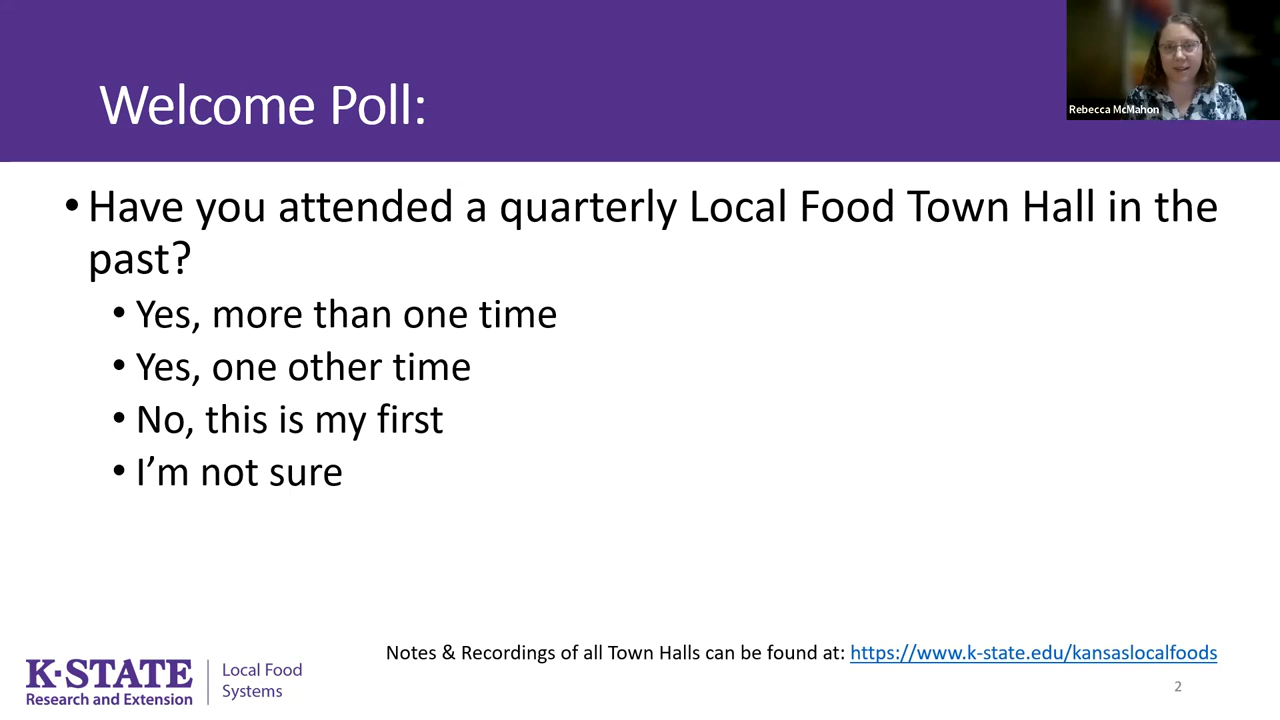 Welcome Poll:
Rebecca McMahon
• Have you attended a quarterly Local Food Town Hall in the
past?
• Yes, more than one time
• Yes, one other time
• No, this is my first
• I’m not sure
Notes & Recordings of all Town Halls can be found at: https://www.k-state.edu/kansaslocalfoods
K-STATE
Research and Extension
Local Food
Systems
2